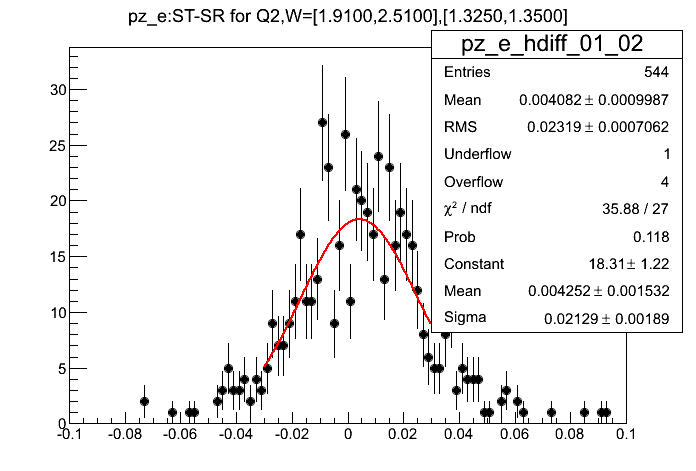 pz_e:ST-SR for Q2,W=[1.9100,2.5100],[1.3250,1.3500]
pz_e_hdiff_01_02
Entries 544
Mean 0.004082 ± 0.0009987
RMS 0.02319 ± 0.0007062
Underflow 1
Overflow 4
χ² / ndf 35.88 / 27
Prob 0.118
Constant 18.31 ± 1.22
Mean 0.004252 ± 0.001532
Sigma 0.02129 ± 0.00189
30
25
20
15
10
5
0
-0.1 -0.08 -0.06 -0.04 -0.02 0 0.02 0.04 0.06 0.08 0.1